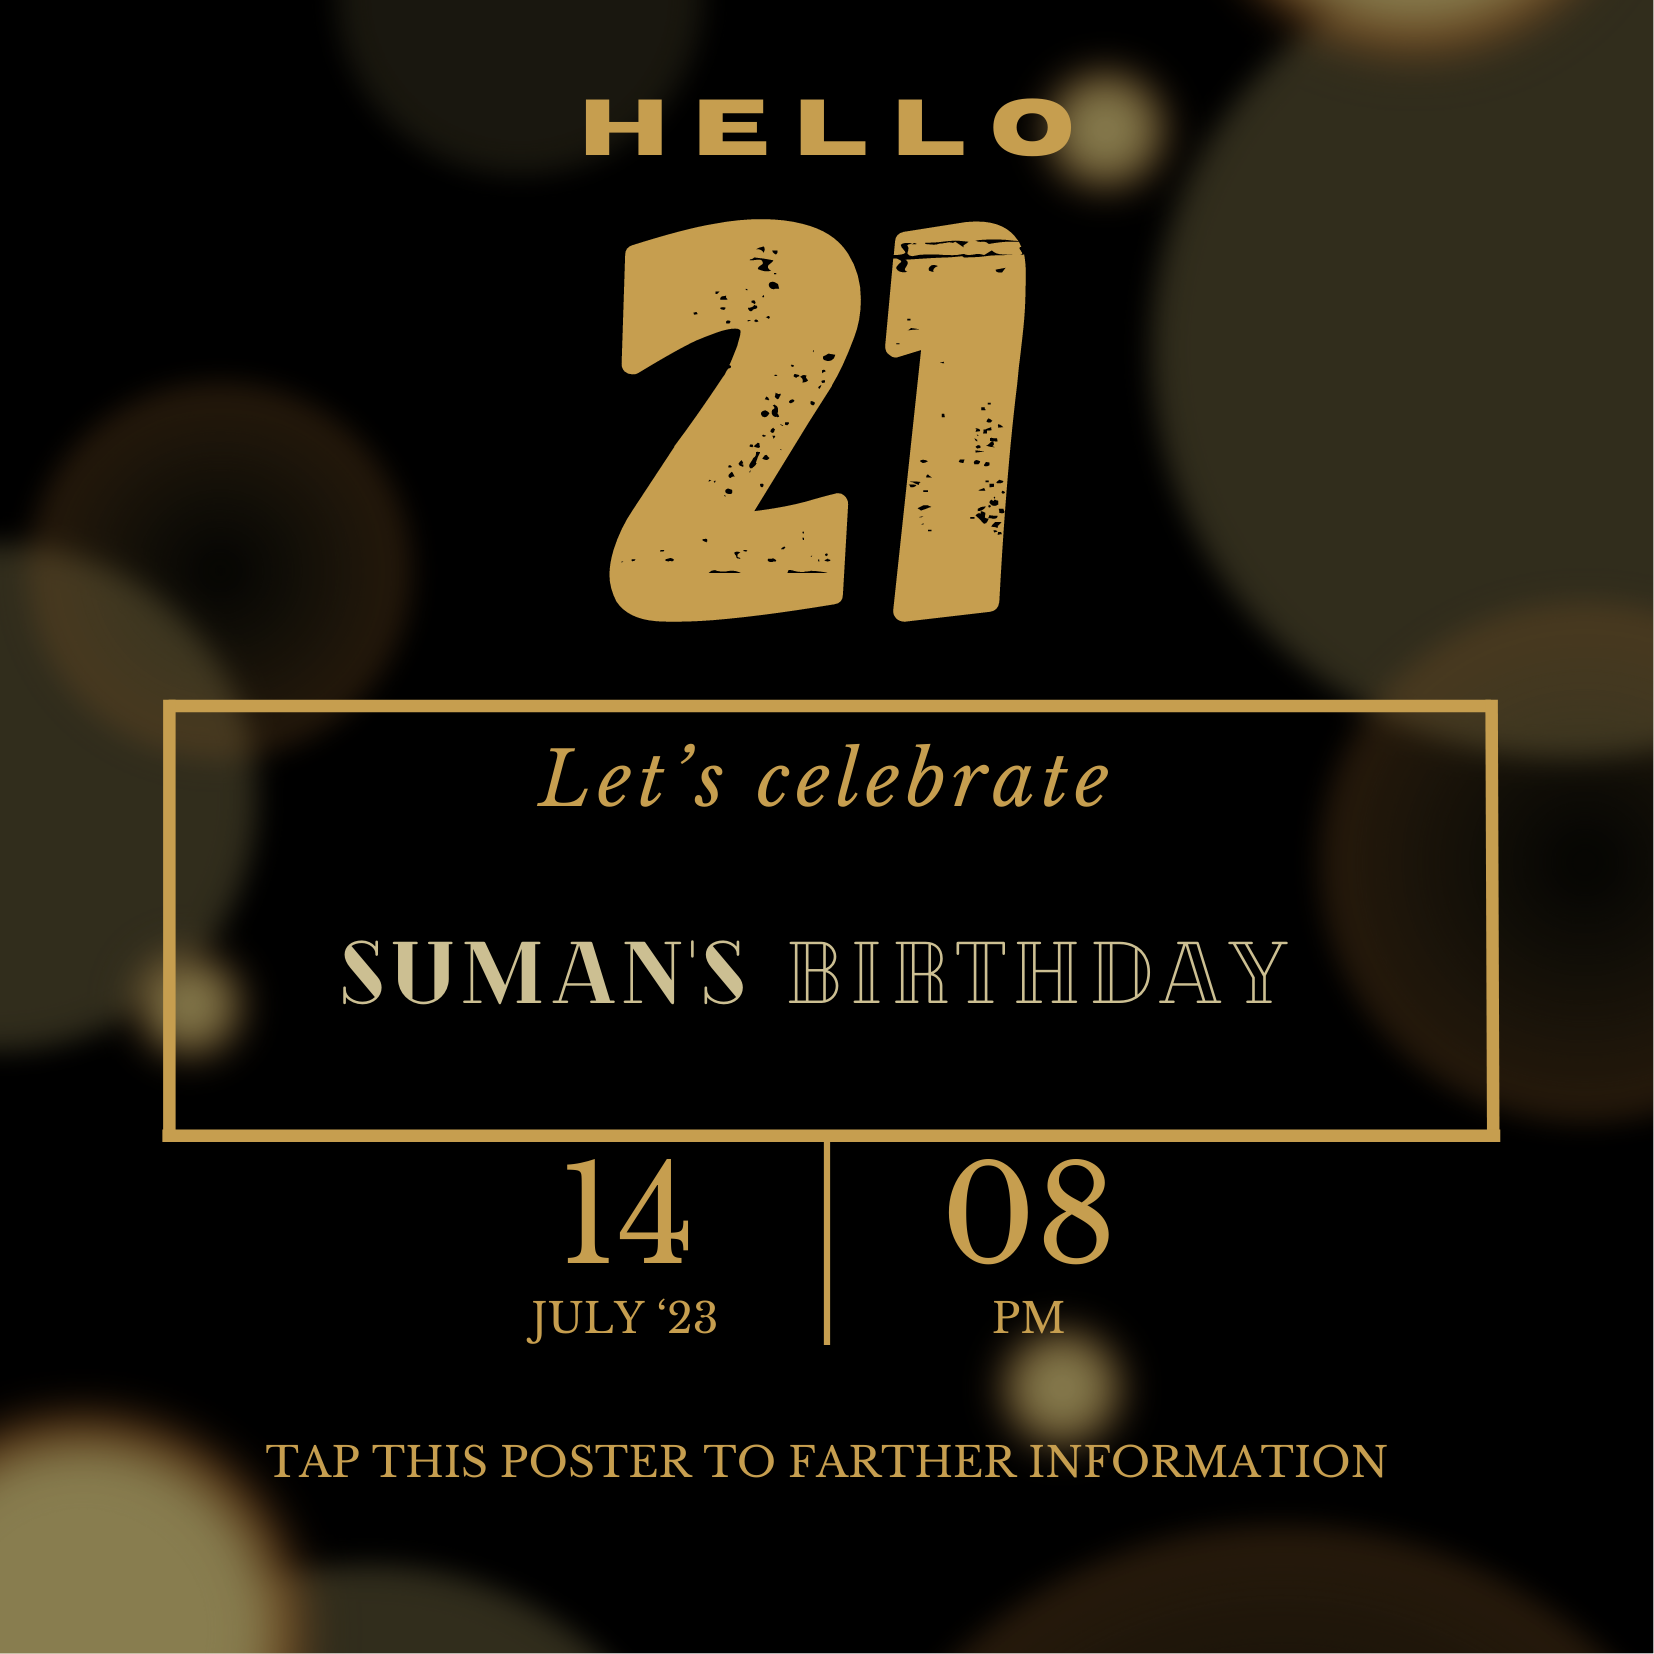 HELLO
21
Let’s celebrate
SUMAN'S BIRTHDAY
14
JULY ‘23
08
PM
TAP THIS POSTER TO FARTHER INFORMATION